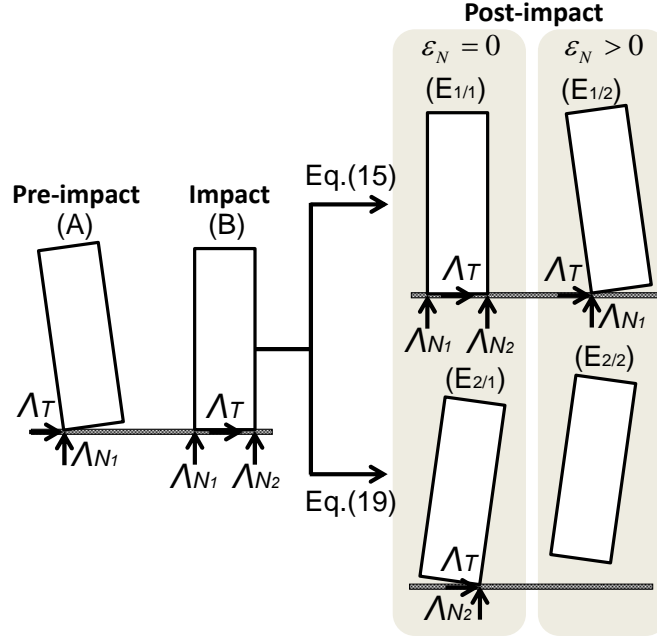 Post-impact
εN = 0
εN > 0
(E1/1)
(E1/2)
Pre-impact
(A)
Impact
(B)
Eq.(15)
ΛT
ΛT
ΛN1
ΛN2
ΛN1
(E2/1)
(E2/2)
ΛT
ΛN1
ΛT
ΛN1
ΛN2
Eq.(19)
ΛT
ΛN2